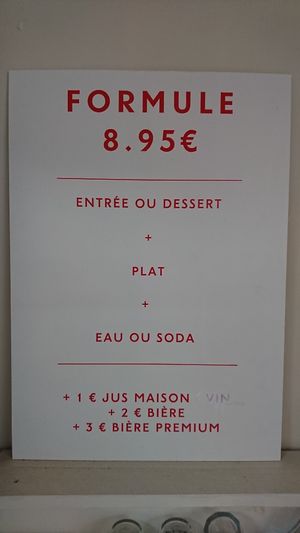 FORMULE
8.95€
ENTRÉE OU DESSERT
+
PLAT
+
EAU OU SODA
+ 1 € JUS MAISON VIN
+ 2 € BIÈRE
+ 3 € BIÈRE PREMIUM